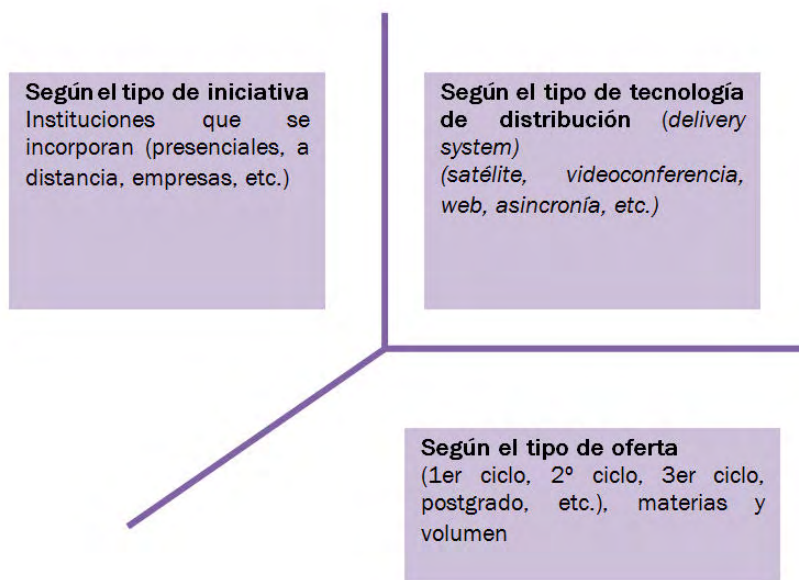 Según el tipo de iniciativa
Instituciones que se
incorporan (presenciales, a
distancia, empresas, etc.)
Según el tipo de tecnología
de distribución (delivery
system)
(satélite, videoconferencia,
web, asincronía, etc.)
Según el tipo de oferta
(1er ciclo, 2º ciclo, 3er ciclo,
postgrado, etc.), materias y
volumen